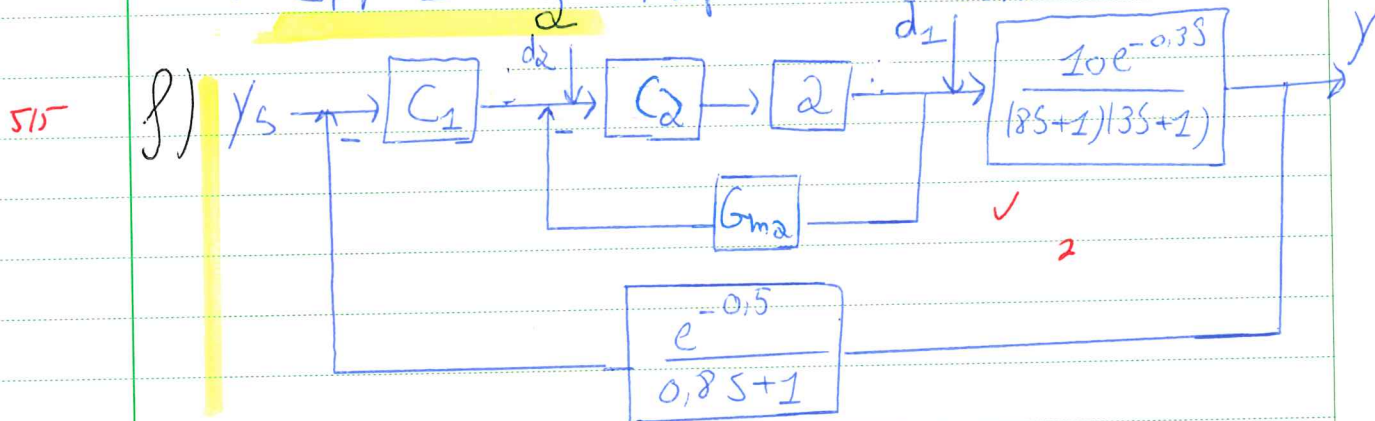 2
d2
d1
y
5/5
f)
ys
C1
C2
2
10e^-0,3s
(8s+1)(3s+1)
-
-
Gm2
✓
2
e^-0,5
0,8s+1